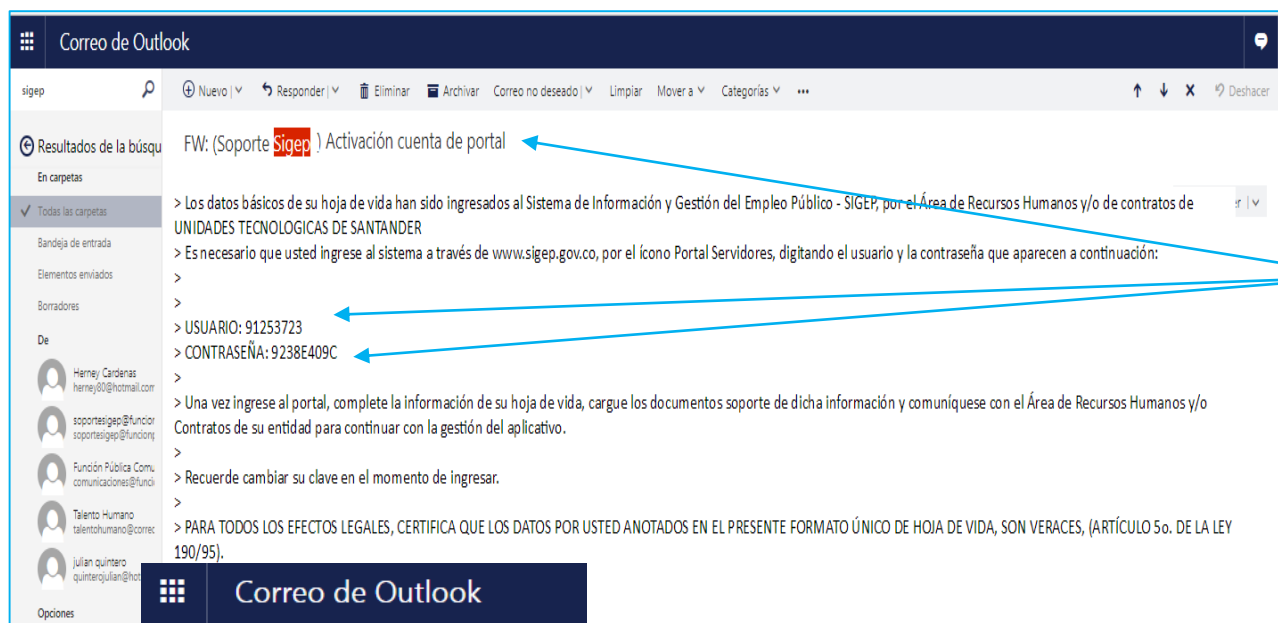 Correo de Outlook
sigep
Nuevo
Responder
Eliminar
Archivar
Correo no deseado
Limpiar
Mover a
Categorías
Deshacer
Resultados de la búsqu
En carpetas
Todas las carpetas
Bandeja de entrada
Elementos enviados
Borradores
De
Herney Cardenas
herney80@hotmail.com
soportesigep@funcior
soportesigep@funcionp
Función Pública Comu
comunicaciones@funci
Talento Humano
talentohumano@correc
julian quintero
quinterojulian@hot
Opciones
FW: (Soporte Sigep ) Activación cuenta de portal
> Los datos básicos de su hoja de vida han sido ingresados al Sistema de Información y Gestión del Empleo Público - SIGEP, por el Área de Recursos Humanos y/o de contratos de
UNIDADES TECNOLOGICAS DE SANTANDER
> Es necesario que usted ingrese al sistema a través de www.sigep.gov.co, por el ícono Portal Servidores, digitando el usuario y la contraseña que aparecen a continuación:
>
>
> USUARIO: 91253723
> CONTRASEÑA: 9238E409C
>
> Una vez ingrese al portal, complete la información de su hoja de vida, cargue los documentos soporte de dicha información y comuníquese con el Área de Recursos Humanos y/o
Contratos de su entidad para continuar con la gestión del aplicativo.
>
> Recuerde cambiar su clave en el momento de ingresar.
>
> PARA TODOS LOS EFECTOS LEGALES, CERTIFICA QUE LOS DATOS POR USTED ANOTADOS EN EL PRESENTE FORMATO ÚNICO DE HOJA DE VIDA, SON VERACES, (ARTÍCULO 5o. DE LA LEY
190/95).
Correo de Outlook